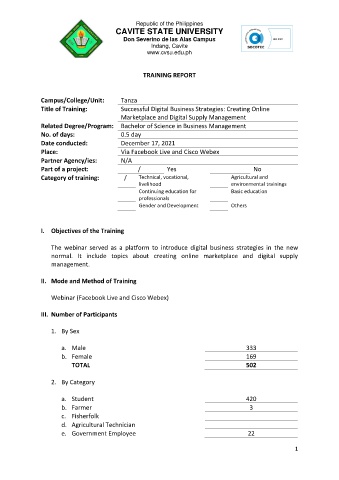 Republic of the Philippines
CAVITE STATE UNIVERSITY
Don Severino de las Alas Campus
Indang, Cavite
www.cvsu.edu.ph
SOCOTEC
TRAINING REPORT
Campus/College/Unit: Tanza
Title of Training: Successful Digital Business Strategies: Creating Online
Marketplace and Digital Supply Management
Related Degree/Program: Bachelor of Science in Business Management
No. of days: 0.5 day
Date conducted: December 17, 2021
Place: Via Facebook Live and Cisco Webex
Partner Agency/ies: N/A
Part of a project: / Yes No
Category of training: / Technical, vocational, Agricultural and
livelihood environmental trainings
Continuing education for Basic education
professionals
Gender and Development Others
I. Objectives of the Training
The webinar served as a platform to introduce digital business strategies in the new
normal. It include topics about creating online marketplace and digital supply
management.
II. Mode and Method of Training
Webinar (Facebook Live and Cisco Webex)
III. Number of Participants
1. By Sex
a. Male 333
b. Female 169
TOTAL 502
2. By Category
a. Student 420
b. Farmer 3
c. Fisherfolk
d. Agricultural Technician
e. Government Employee 22
1